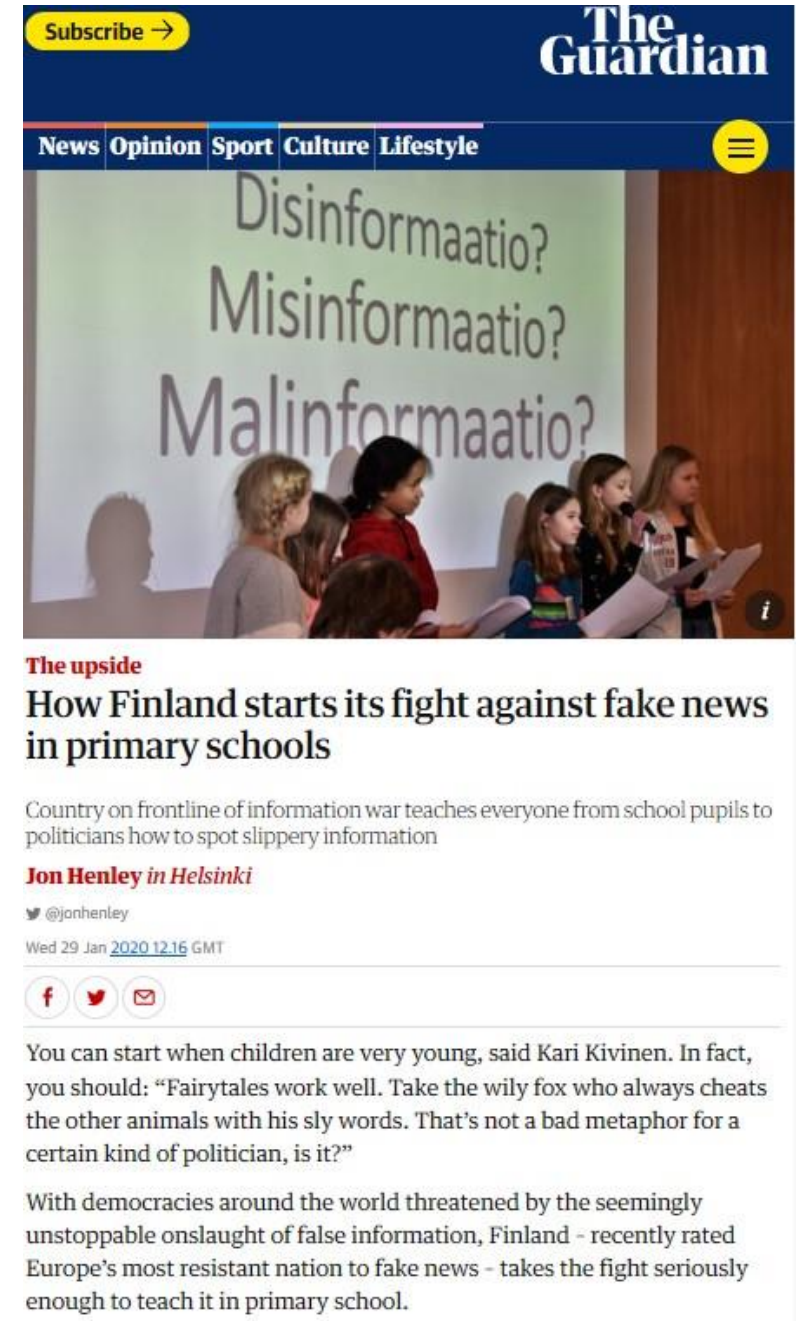 Subscribe →
The
Guardian
News Opinion Sport Culture Lifestyle
Disinformaatio?
Misinformaatio?
Malinformaatio?
i
The upside
How Finland starts its fight against fake news
in primary schools
Country on frontline of information war teaches everyone from school pupils to
politicians how to spot slippery information
Jon Henley in Helsinki
@jonhenley
Wed 29 Jan 2020 12.16 GMT
f
You can start when children are very young, said Kari Kivinen. In fact,
you should: “Fairytales work well. Take the wily fox who always cheats
the other animals with his sly words. That’s not a bad metaphor for a
certain kind of politician, is it?”
With democracies around the world threatened by the seemingly
unstoppable onslaught of false information, Finland - recently rated
Europe’s most resistant nation to fake news - takes the fight seriously
enough to teach it in primary school.